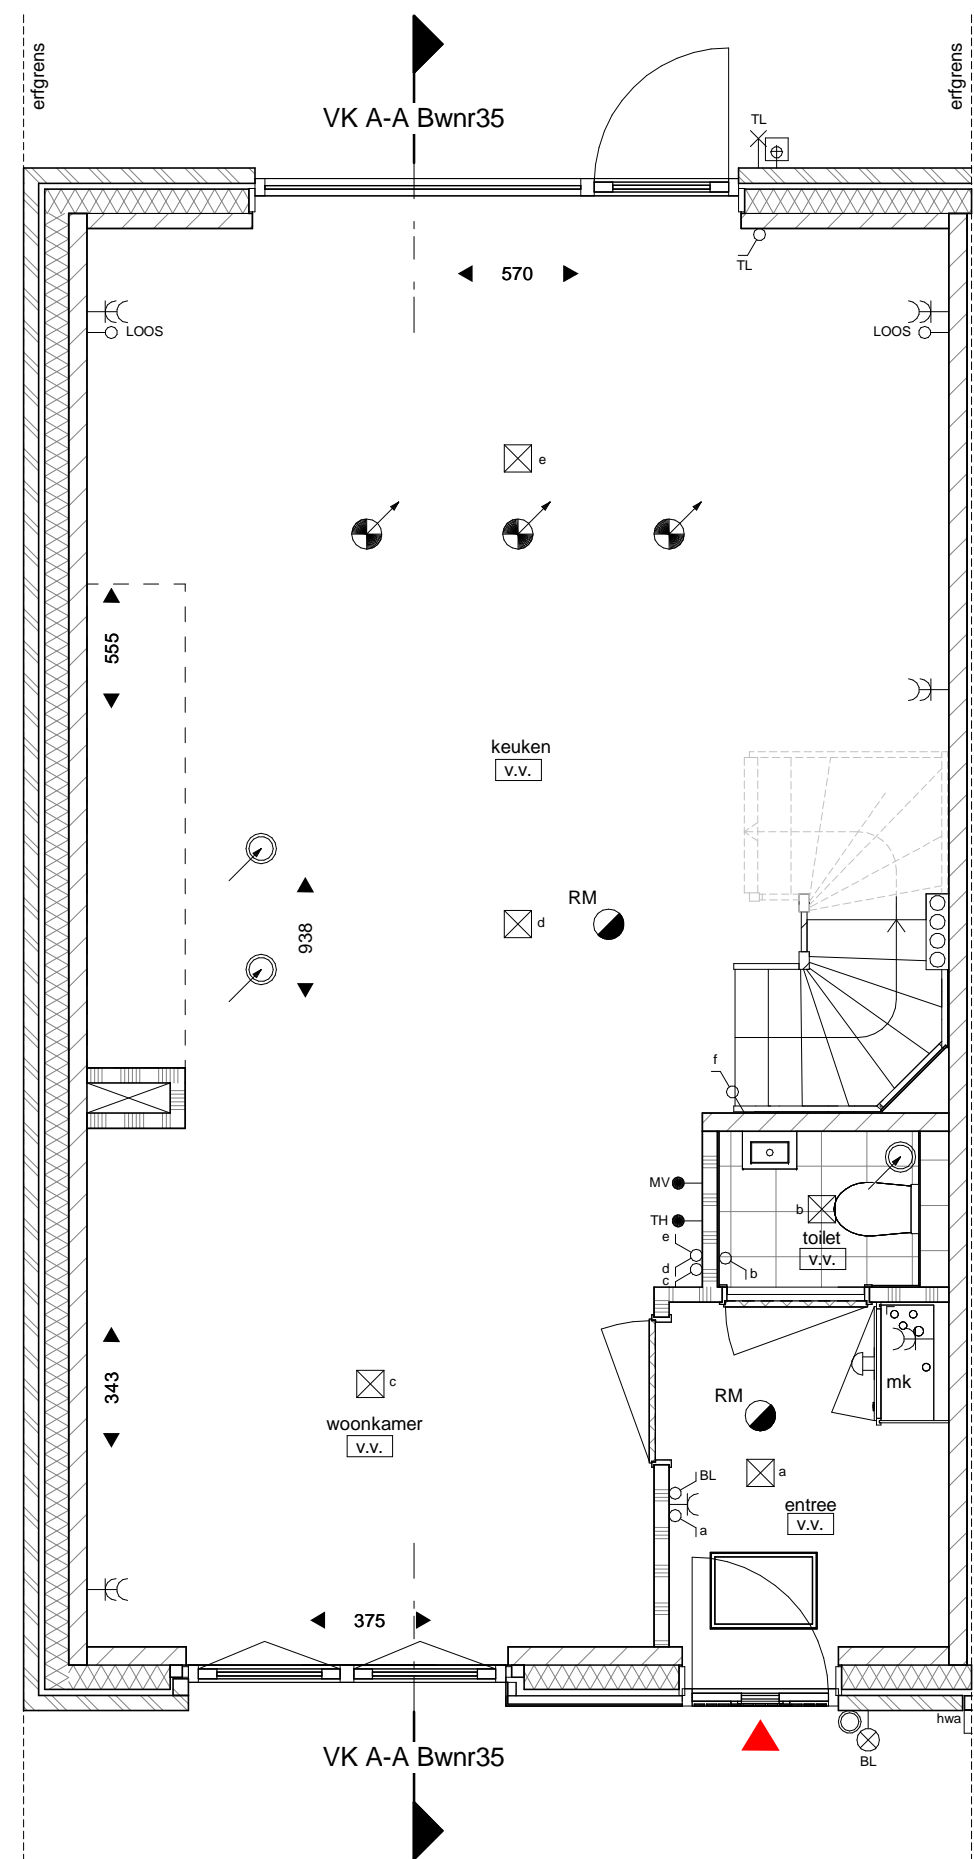 erfgrens
erfgrens
VK A-A Bwnr35
TL
TL
570
LOOS
LOOS
e
555
keuken
v.v.
938
RM
d
f
MV
TH
e
d
c
b
b
toilet
v.v.
343
c
woonkamer
v.v.
mk
RM
a
BL
a
entree
v.v.
375
hwa
BL
VK A-A Bwnr35